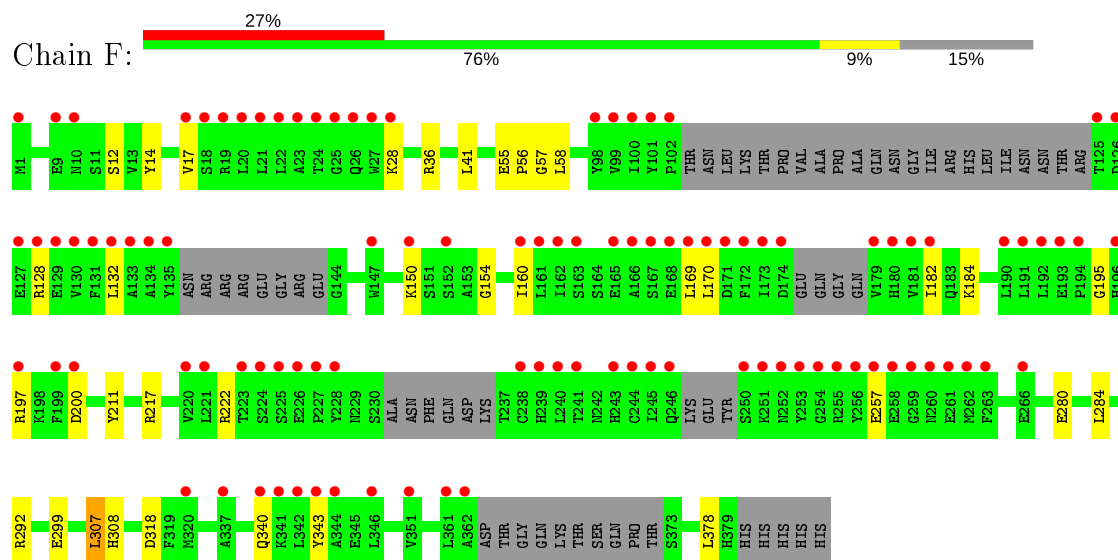 27%
Chain F:
76% 9% 15%
M1 E9 N10 S11 S12 V13 Y14 V17 S18 R19 L20 L21 L22 A23 T24 G25 Q26 W27 K28 R36 L41 E55 P56 G57 L58 Y98 V99 I100 Y101 P102 THR ASN LEU LYS THR PRO VAL ALA PRO ALA GLN ASN GLY ILE ARG HIS LEU ILE ASN ASN THR ARG T125 D126
E127 R128 E129 V130 F131 L132 A133 A134 Y135 ASN ARG ARG ARG GLU GLY ARG GLU G144 W147 K150 S151 S152 A153 G154 I160 L161 I162 S163 S164 E165 A166 S167 E168 L169 L170 D171 F172 I173 D174 GLU GLN GLY GLN V179 H180 V181 I182 Q183 K184 L190 L191 L192 E193 P194 G195 H196
R197 K198 F199 D200 Y211 R217 V220 L221 R222 T223 S224 S225 E226 P227 Y228 N229 S230 ALA ASN PHE GLN ASP LYS T237 C238 H239 L240 T241 N242 H243 C244 I245 Q246 LYS GLU TYR S250 K251 N252 Y253 G254 R255 Y256 E257 E258 G259 N260 E261 M262 F263 E266 E280 L284
R292 E299 L307 H308 D318 F319 M320 A337 Q340 K341 L342 Y343 A344 E345 L346 V351 L361 A362 ASP THR GLY GLN LYS THR SER GLN PRO THR S373 L378 H379 HIS HIS HIS HIS HIS